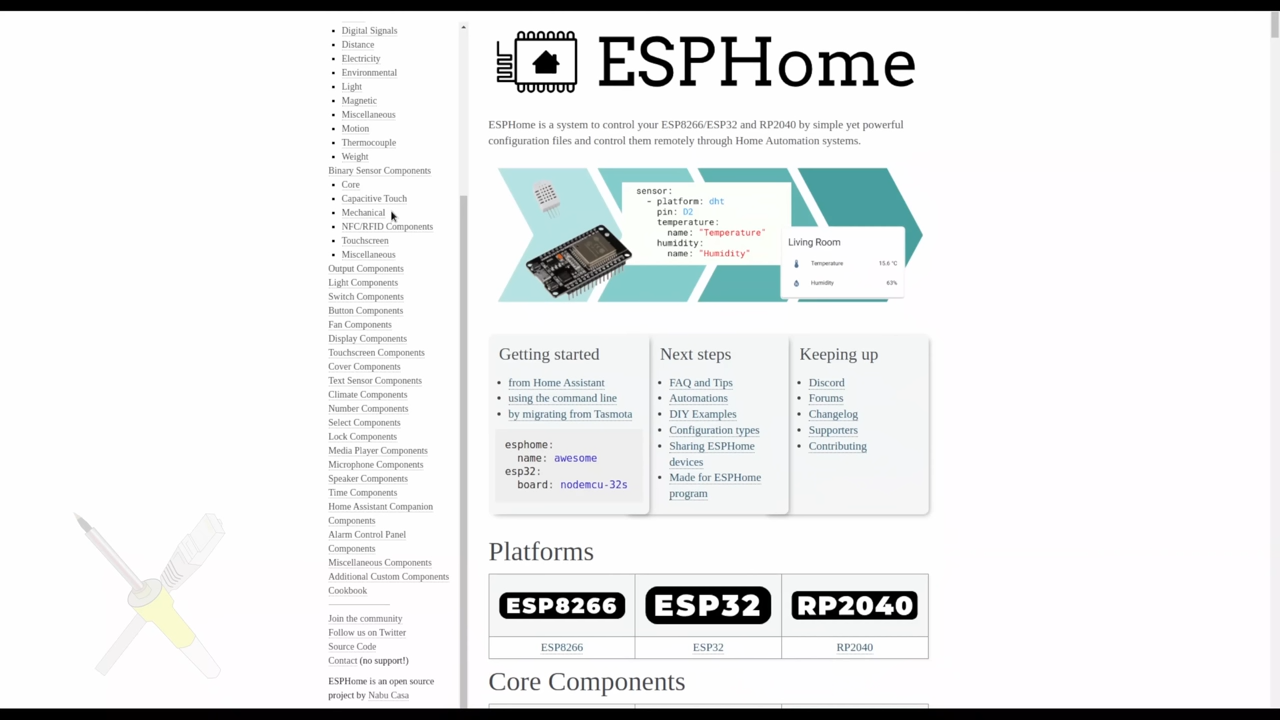 Digital Signals
Distance
Electricity
Environmental
Light
Magnetic
Miscellaneous
Motion
Thermocouple
Weight
Binary Sensor Components
Core
Capacitive Touch
Mechanical
NFC/RFID Components
Touchscreen
Miscellaneous
Output Components
Light Components
Switch Components
Button Components
Fan Components
Display Components
Touchscreen Components
Cover Components
Text Sensor Components
Climate Components
Number Components
Select Components
Lock Components
Media Player Components
Microphone Components
Speaker Components
Time Components
Home Assistant Companion
Components
Alarm Control Panel
Components
Miscellaneous Components
Additional Custom Components
Cookbook
Join the community
Follow us on Twitter
Source Code
Contact (no support!)
ESPHome is an open source
project by Nabu Casa
ESPHome
ESPHome is a system to control your ESP8266/ESP32 and RP2040 by simple yet powerful
configuration files and control them remotely through Home Automation systems.
sensor:
- platform: dht
pin: D2
temperature:
name: "Temperature"
humidity:
name: "Humidity"
Living Room
Temperature 15.6 °C
Humidity 63%
Getting started
from Home Assistant
using the command line
by migrating from Tasmota
esphome:
name: awesome
esp32:
board: nodemcu-32s
Next steps
FAQ and Tips
Automations
DIY Examples
Configuration types
Sharing ESPHome
devices
Made for ESPHome
program
Keeping up
Discord
Forums
Changelog
Supporters
Contributing
Platforms
ESP8266 ESP32 RP2040
ESP8266 ESP32 RP2040
Core Components